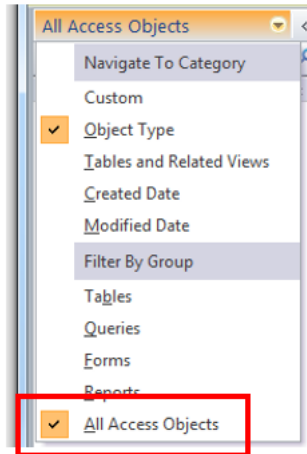 All Access Objects
Navigate To Category
Custom
Object Type
Tables and Related Views
Created Date
Modified Date
Filter By Group
Tables
Queries
Forms
Reports
All Access Objects